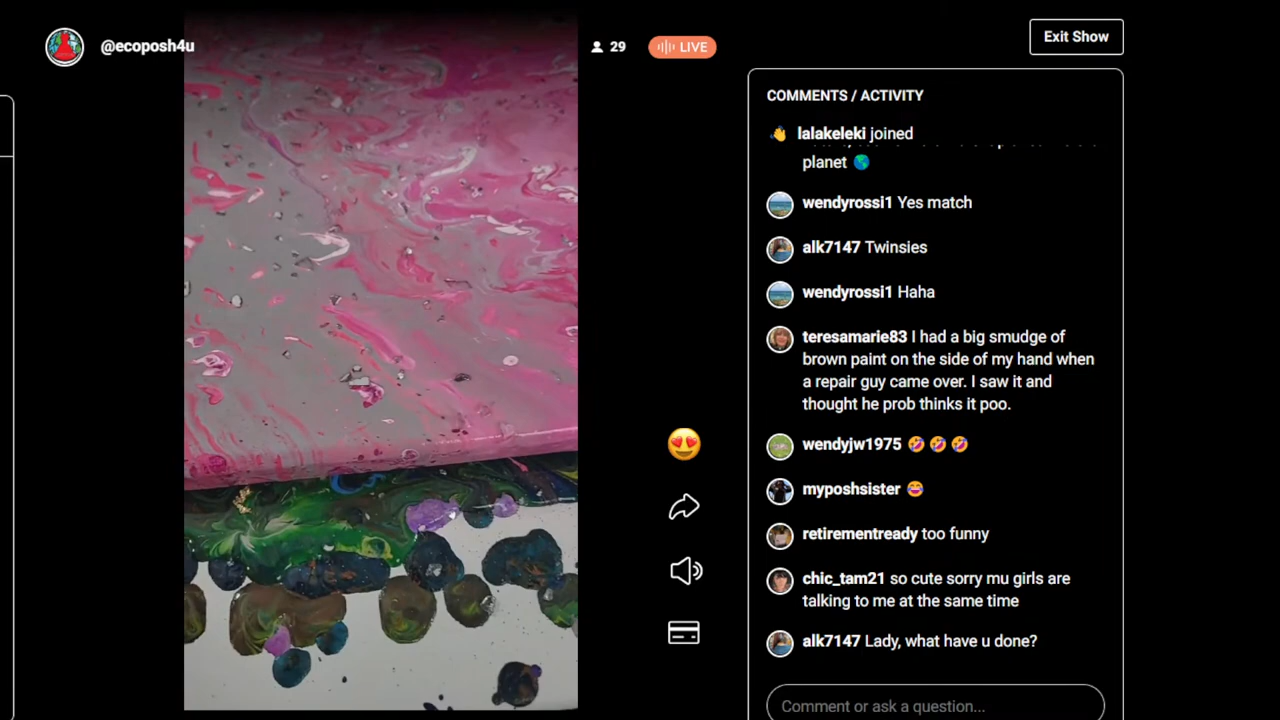 @ecoposh4u
29
LIVE
Exit Show
COMMENTS / ACTIVITY
lalakeleki joined
planet
wendyrossi1 Yes match
alk7147 Twinsies
wendyrossi1 Haha
teresamarie83 I had a big smudge of
brown paint on the side of my hand when
a repair guy came over. I saw it and
thought he prob thinks it poo.
wendyjw1975 🤣 🤣 🤣
myposhsister 😂
retirementready too funny
chic_tam21 so cute sorry mu girls are
talking to me at the same time
alk7147 Lady, what have u done?
Comment or ask a question...